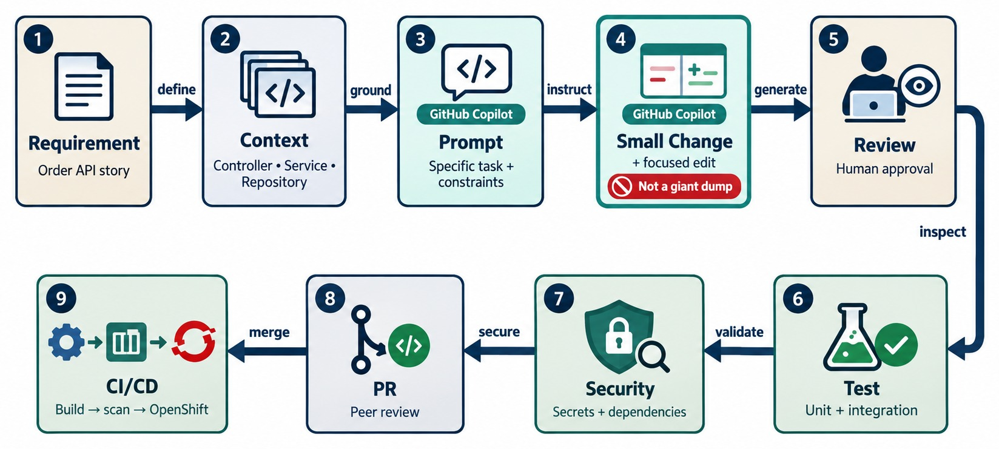 1
Requirement
Order API story
define
2
Context
Controller • Service •
Repository
ground
3
GitHub Copilot
Prompt
Specific task +
constraints
instruct
4
GitHub Copilot
Small Change
+ focused edit
Not a giant dump
generate
5
Review
Human approval
inspect
6
Test
Unit + integration
validate
7
Security
Secrets + dependencies
secure
8
PR
Peer review
merge
9
CI/CD
Build → scan → OpenShift